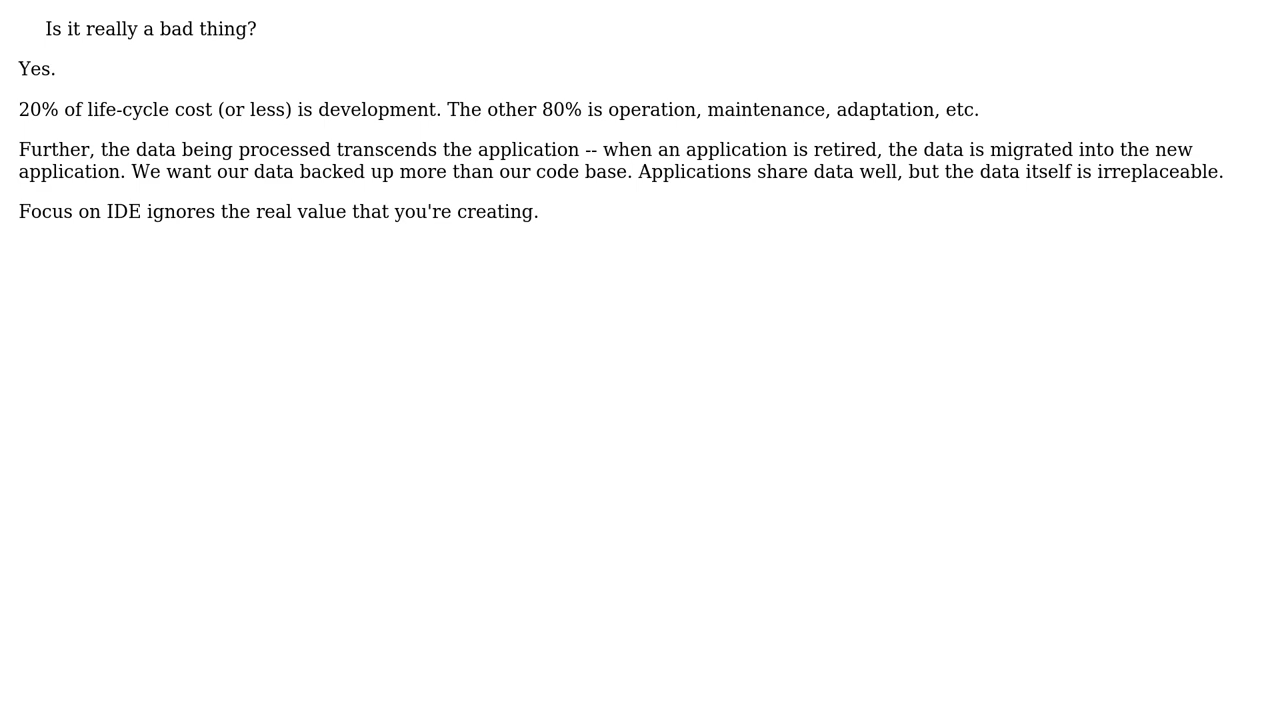 Is it really a bad thing?
Yes.
20% of life-cycle cost (or less) is development. The other 80% is operation, maintenance, adaptation, etc.
Further, the data being processed transcends the application -- when an application is retired, the data is migrated into the new
application. We want our data backed up more than our code base. Applications share data well, but the data itself is irreplaceable.
Focus on IDE ignores the real value that you're creating.